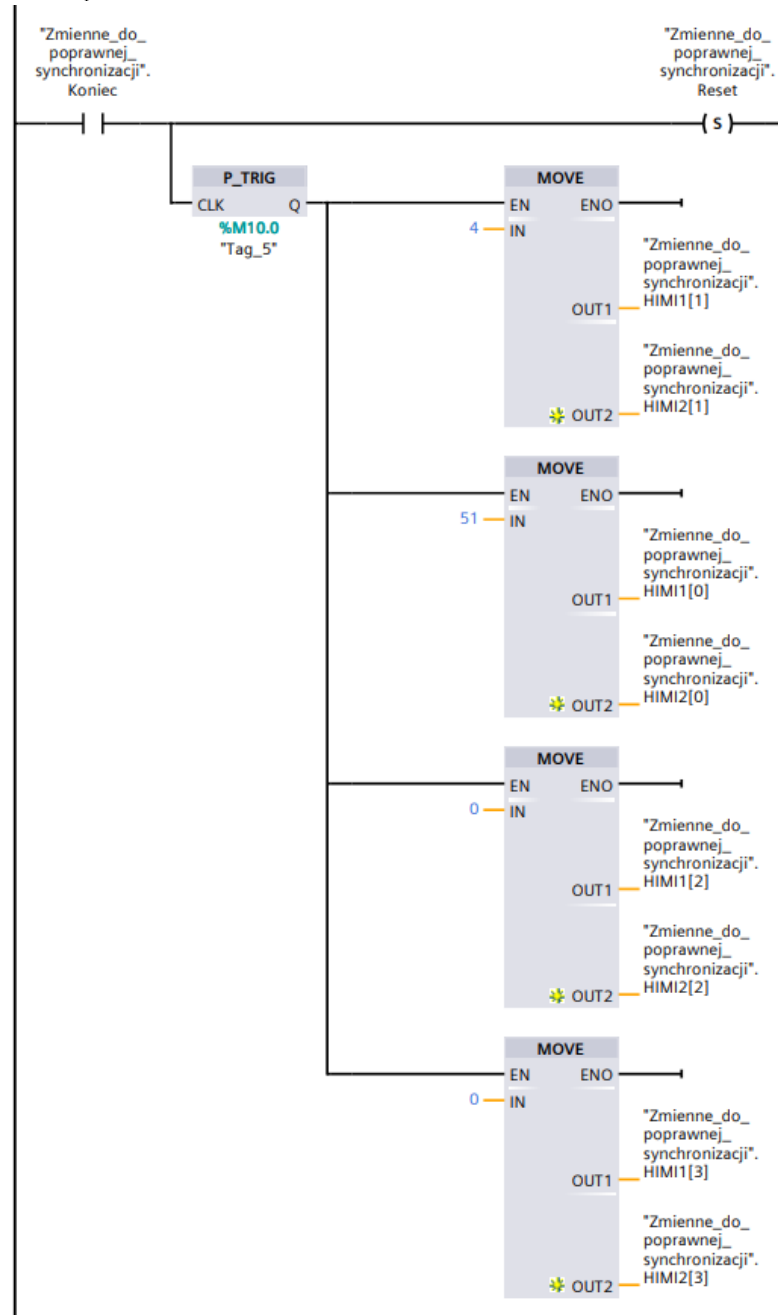 "Zmienne_do_
poprawnej_
synchronizacji".
Koniec
"Zmienne_do_
poprawnej_
synchronizacji".
Reset
S
P_TRIG
CLK Q
%M10.0
"Tag_5"
MOVE
EN ENO
4 IN
"Zmienne_do_
poprawnej_
synchronizacji".
OUT1 HIMI1[1]
"Zmienne_do_
poprawnej_
synchronizacji".
OUT2 HIMI2[1]
MOVE
EN ENO
51 IN
"Zmienne_do_
poprawnej_
synchronizacji".
OUT1 HIMI1[0]
"Zmienne_do_
poprawnej_
synchronizacji".
OUT2 HIMI2[0]
MOVE
EN ENO
0 IN
"Zmienne_do_
poprawnej_
synchronizacji".
OUT1 HIMI1[2]
"Zmienne_do_
poprawnej_
synchronizacji".
OUT2 HIMI2[2]
MOVE
EN ENO
0 IN
"Zmienne_do_
poprawnej_
synchronizacji".
OUT1 HIMI1[3]
"Zmienne_do_
poprawnej_
synchronizacji".
OUT2 HIMI2[3]